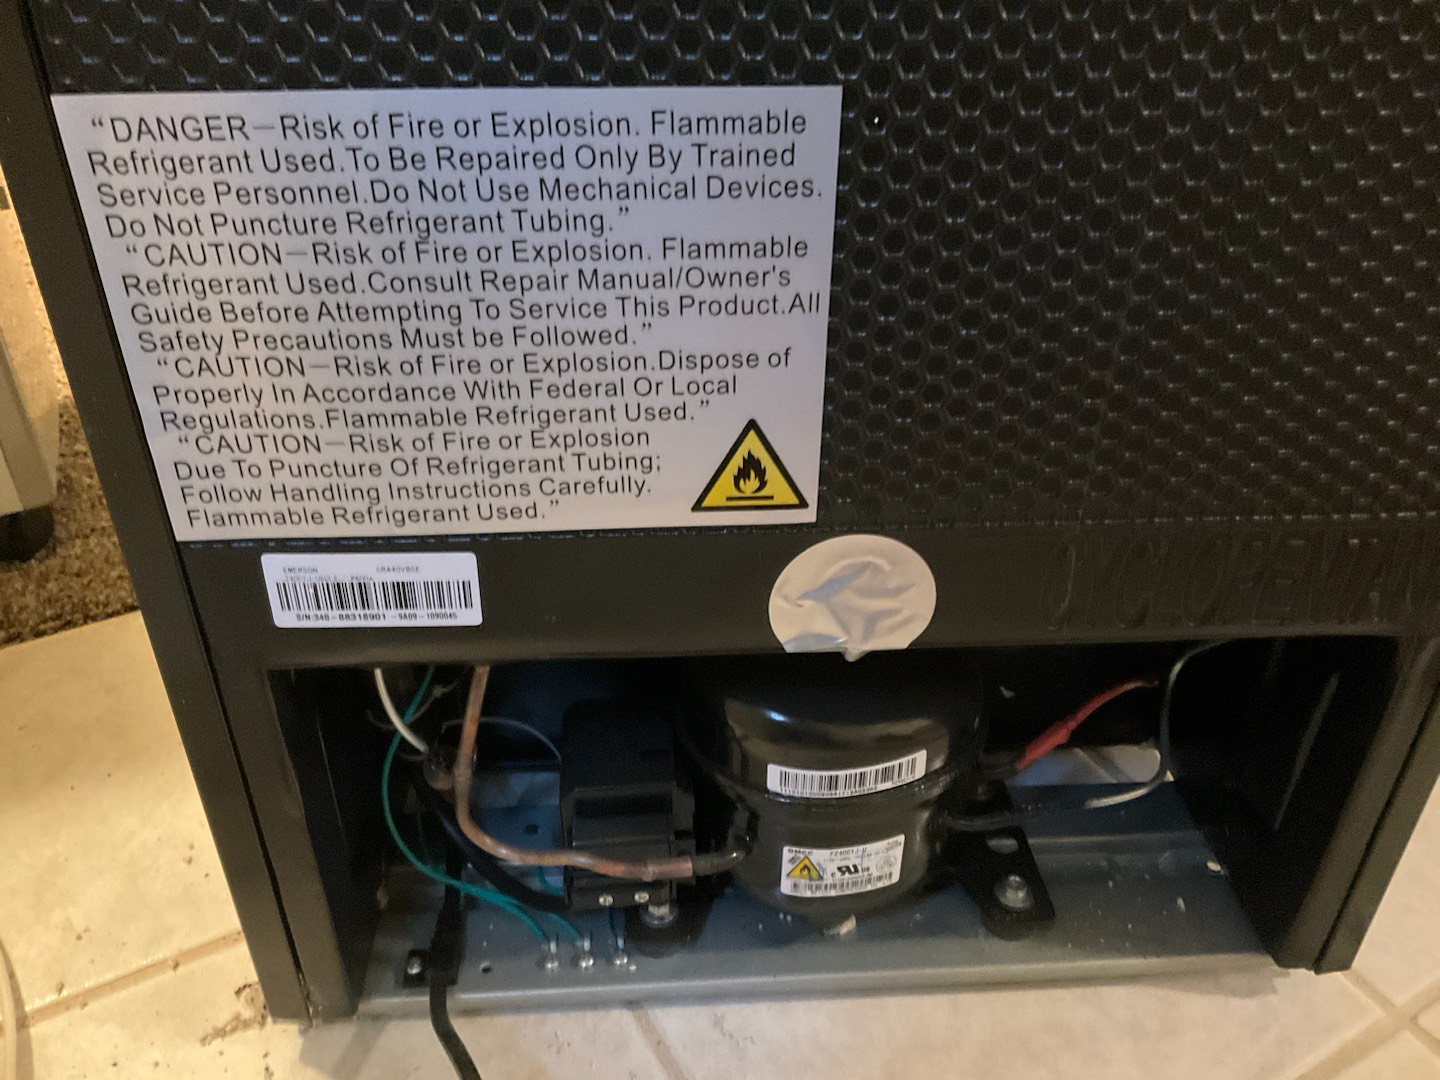 “DANGER—Risk of Fire or Explosion. Flammable
Refrigerant Used.To Be Repaired Only By Trained
Service Personnel.Do Not Use Mechanical Devices.
Do Not Puncture Refrigerant Tubing.”
“CAUTION—Risk of Fire or Explosion. Flammable
Refrigerant Used.Consult Repair Manual/Owner's
Guide Before Attempting To Service This Product.All
Safety Precautions Must be Followed.”
“CAUTION—Risk of Fire or Explosion.Dispose of
Properly In Accordance With Federal Or Local
Regulations.Flammable Refrigerant Used.”
“CAUTION—Risk of Fire or Explosion
Due To Puncture Of Refrigerant Tubing;
Follow Handling Instructions Carefully.
Flammable Refrigerant Used.”
EMERSON
S/N:340-88318901-9A09-1090045